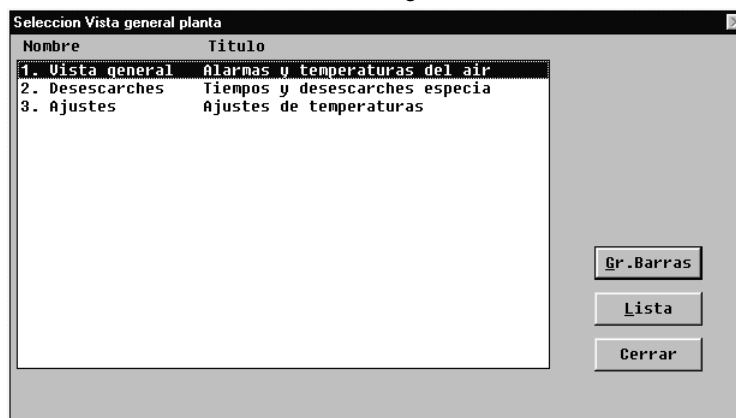 Seleccion Vista general planta
Nombre Titulo
1. Vista general Alarmas y temperaturas del air
2. Desescarches Tiempos y desescarches especia
3. Ajustes Ajustes de temperaturas
Gr.Barras
Lista
Cerrar